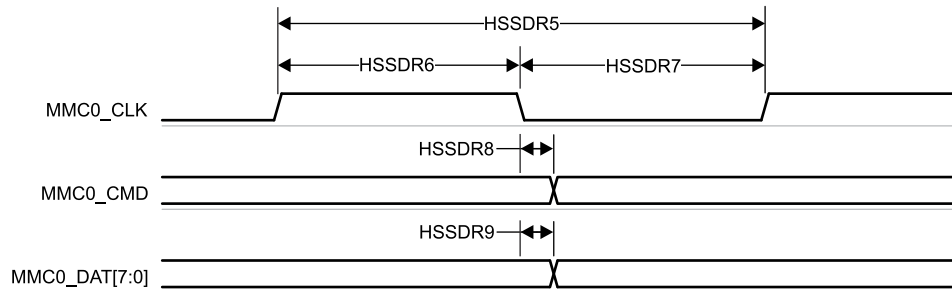 HSSDR5
HSSDR6
HSSDR7
MMC0_CLK
HSSDR8
MMC0_CMD
HSSDR9
MMC0_DAT[7:0]